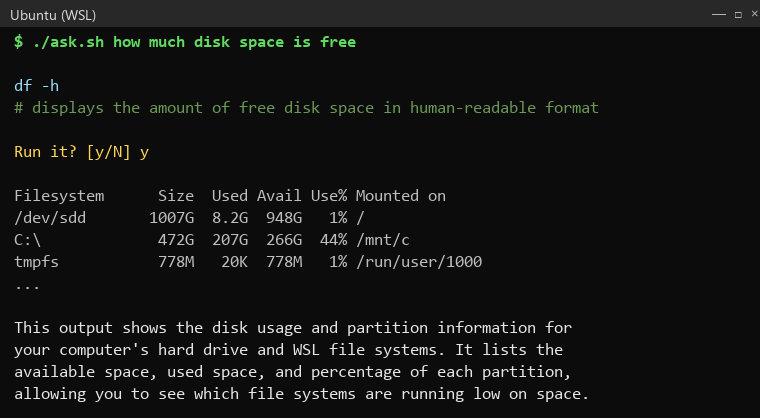 Ubuntu (WSL)
$ ./ask.sh how much disk space is free
df -h
# displays the amount of free disk space in human-readable format
Run it? [y/N] y
Filesystem      Size  Used Avail Use% Mounted on
/dev/sdd       1007G  8.2G  948G   1% /
C:\             472G  207G  266G  44% /mnt/c
tmpfs           778M   20K  778M   1% /run/user/1000
...
This output shows the disk usage and partition information for
your computer's hard drive and WSL file systems. It lists the
available space, used space, and percentage of each partition,
allowing you to see which file systems are running low on space.